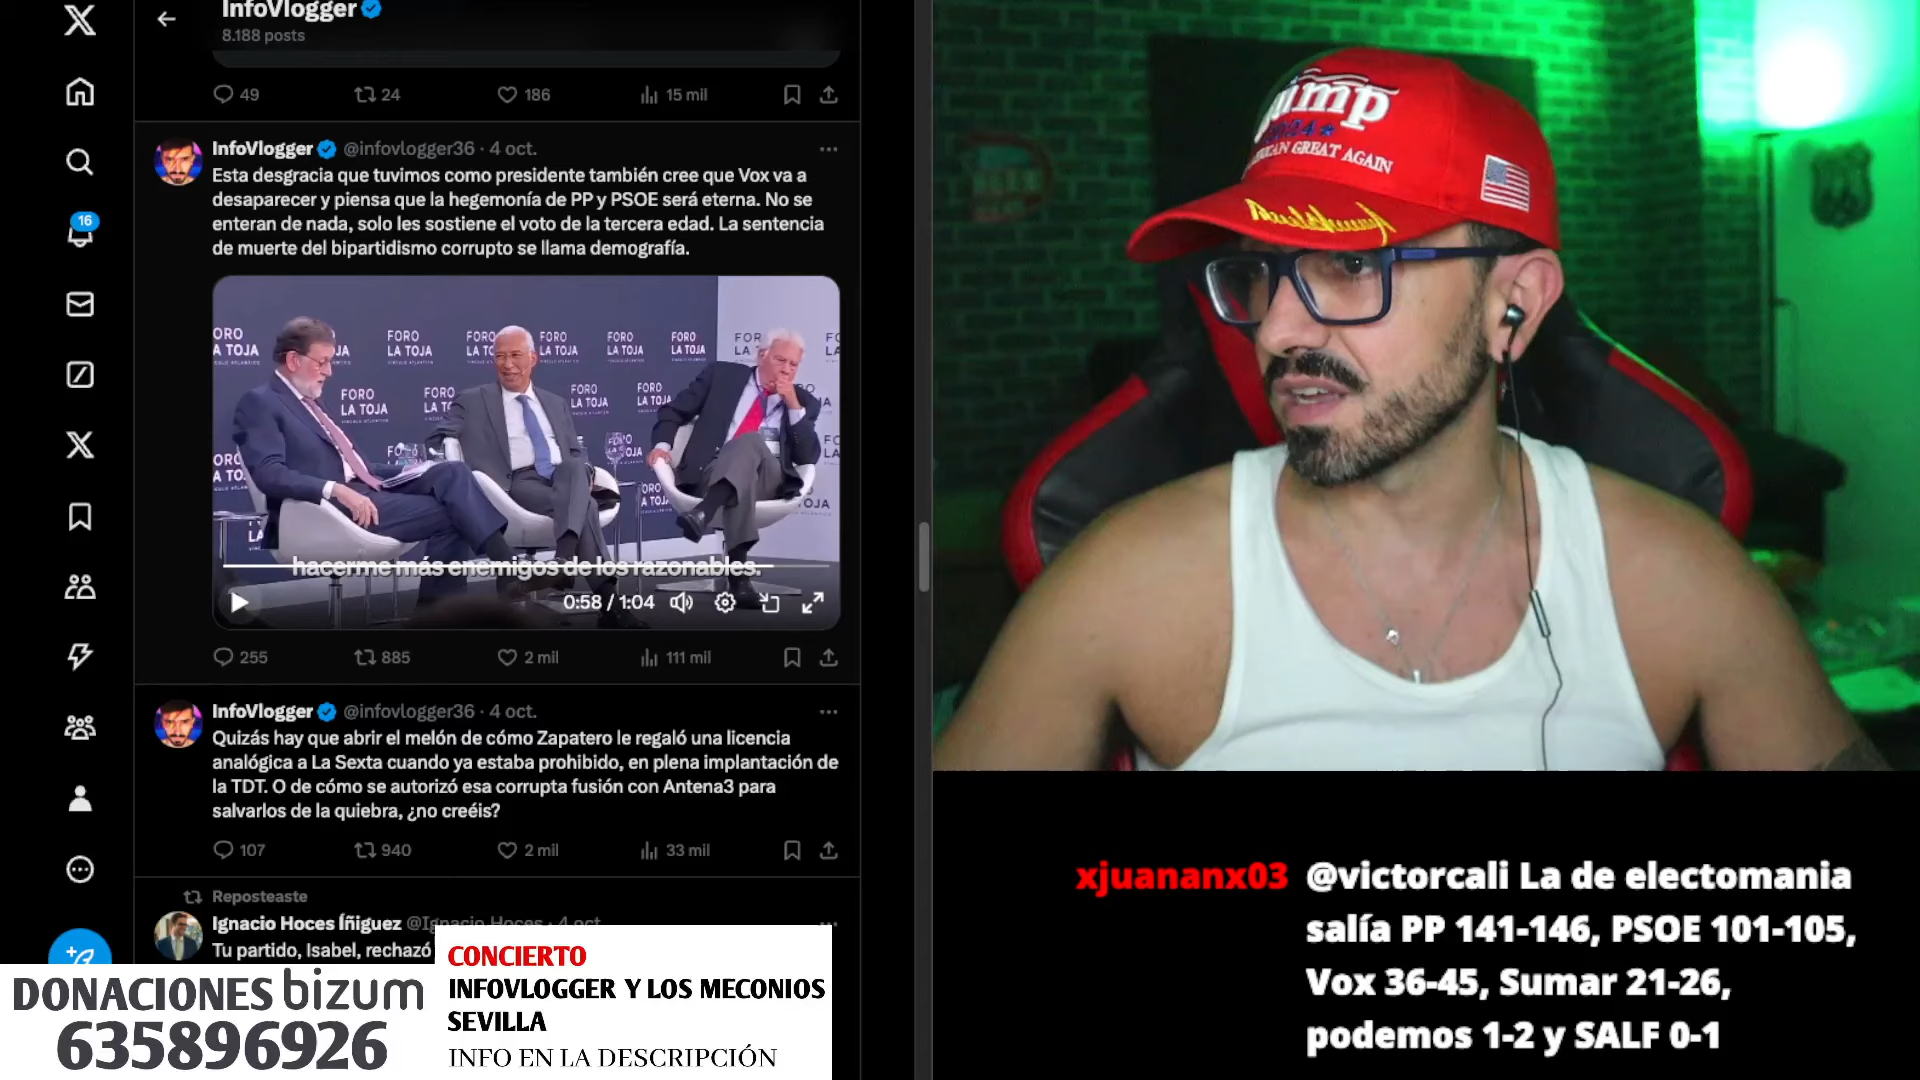 InfoVlogger
8.188 posts
49 24 186 15 mil
InfoVlogger @infovlogger36 · 4 oct.
Esta desgracia que tuvimos como presidente también cree que Vox va a
desaparecer y piensa que la hegemonía de PP y PSOE será eterna. No se
enteran de nada, solo les sostiene el voto de la tercera edad. La sentencia
de muerte del bipartidismo corrupto se llama demografía.
FORO LA TOJA
hacerme más enemigos de los razonables.
0:58 / 1:04
255 885 2 mil 111 mil
InfoVlogger @infovlogger36 · 4 oct.
Quizás hay que abrir el melón de cómo Zapatero le regaló una licencia
analógica a La Sexta cuando ya estaba prohibido, en plena implantación de
la TDT. O de cómo se autorizó esa corrupta fusión con Antena3 para
salvarlos de la quiebra, ¿no creéis?
107 940 2 mil 33 mil
Reposteaste
Ignacio Hoces Íñiguez @Ignacio_Hoces · 4 oct.
Tu partido, Isabel, rechazó
16
DONACIONES bizum
635896926
CONCIERTO
INFOVLOGGER Y LOS MECONIOS
SEVILLA
INFO EN LA DESCRIPCIÓN
2024
GREAT AGAIN
xjuananx03 @victorcali La de electomania
salía PP 141-146, PSOE 101-105,
Vox 36-45, Sumar 21-26,
podemos 1-2 y SALF 0-1